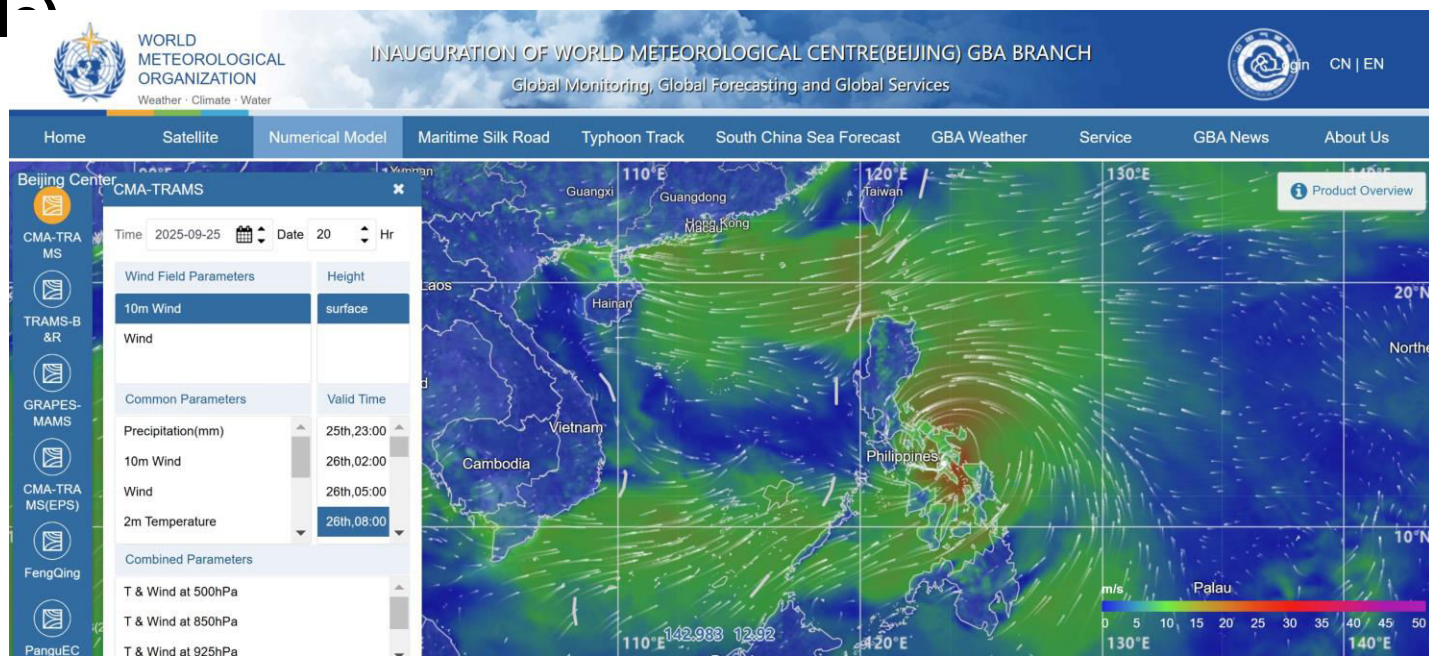 WORLD
METEOROLOGICAL
ORGANIZATION
Weather · Climate · Water
INAUGURATION OF WORLD METEOROLOGICAL CENTRE(BEIJING) GBA BRANCH
Global Monitoring, Global Forecasting and Global Services
CN | EN
Home Satellite Numerical Model Maritime Silk Road Typhoon Track South China Sea Forecast GBA Weather Service GBA News About Us
Beijing Center
CMA-TRA
MS
TRAMS-B
&R
GRAPES-
MAMS
CMA-TRA
MS(EPS)
FengQing
PanguEC
CMA-TRAMS ✖
Time 2025-09-25 Date 20 Hr
Wind Field Parameters Height
10m Wind surface
Wind
Common Parameters Valid Time
Precipitation(mm) 25th,23:00
10m Wind 26th,02:00
Wind 26th,05:00
2m Temperature 26th,08:00
Combined Parameters
T & Wind at 500hPa
T & Wind at 850hPa
T & Wind at 925hPa
110°E 120°E 130°E
Product Overview
Guangxi
Guangdong
Taiwan
Hong Kong
Macau
Laos
Hainan
20°N
Vietnam
Cambodia
Philippines
10°N
Palau
m/s
0 5 10 15 20 25 30 35 40 45 50
142.983 12.92
110°E 120°E 130°E 140°E